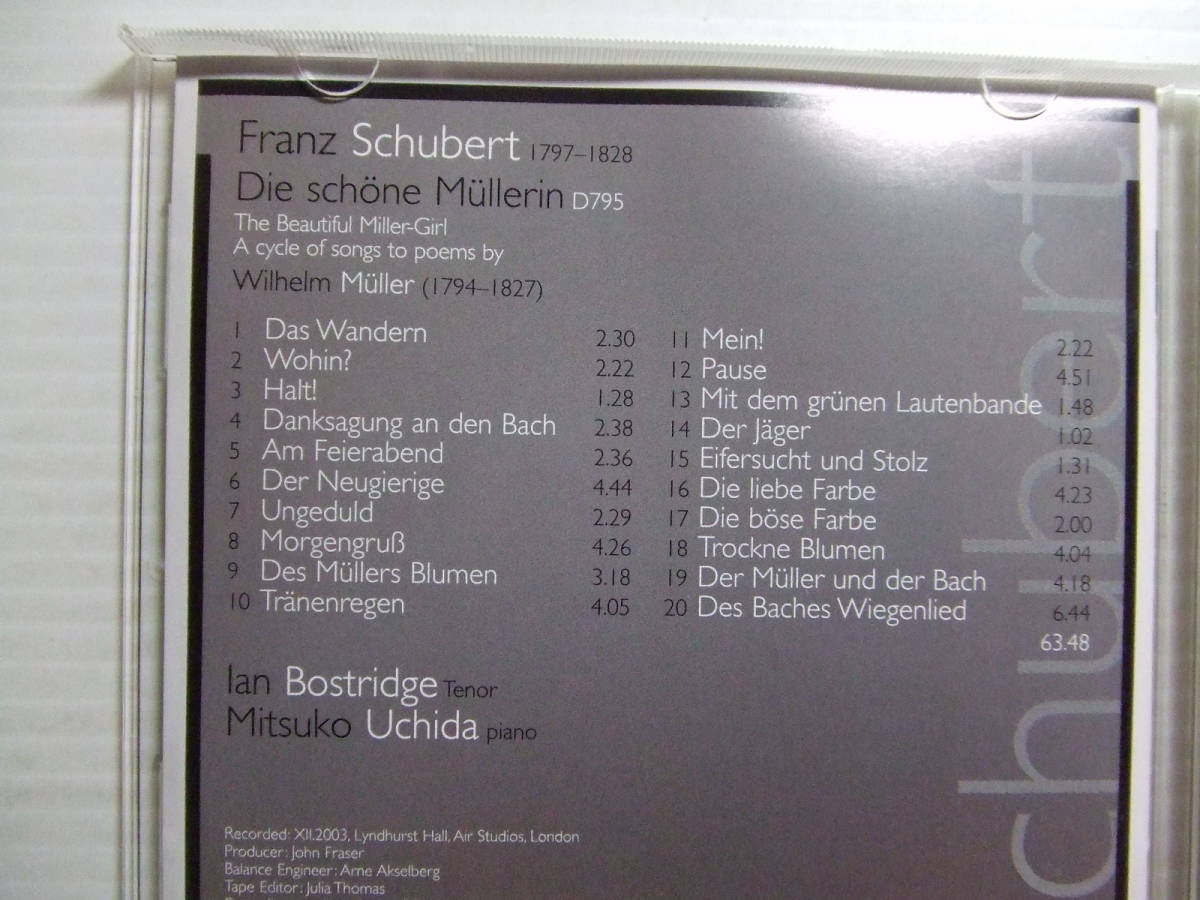 Franz Schubert 1797–1828
Die schöne Müllerin D795
The Beautiful Miller-Girl
A cycle of songs to poems by
Wilhelm Müller (1794–1827)
1 Das Wandern 2.30
2 Wohin? 2.22
3 Halt! 1.28
4 Danksagung an den Bach 2.38
5 Am Feierabend 2.36
6 Der Neugierige 4.44
7 Ungeduld 2.29
8 Morgengruß 4.26
9 Des Müllers Blumen 3.18
10 Tränenregen 4.05
11 Mein! 2.22
12 Pause 4.51
13 Mit dem grünen Lautenbande 1.48
14 Der Jäger 1.02
15 Eifersucht und Stolz 1.31
16 Die liebe Farbe 4.23
17 Die böse Farbe 2.00
18 Trockne Blumen 4.04
19 Der Müller und der Bach 4.18
20 Des Baches Wiegenlied 6.44
63.48
Ian Bostridge Tenor
Mitsuko Uchida piano
Recorded: XII.2003, Lyndhurst Hall, Air Studios, London
Producer: John Fraser
Balance Engineer: Arne Akselberg
Tape Editor: Julia Thomas
chubert